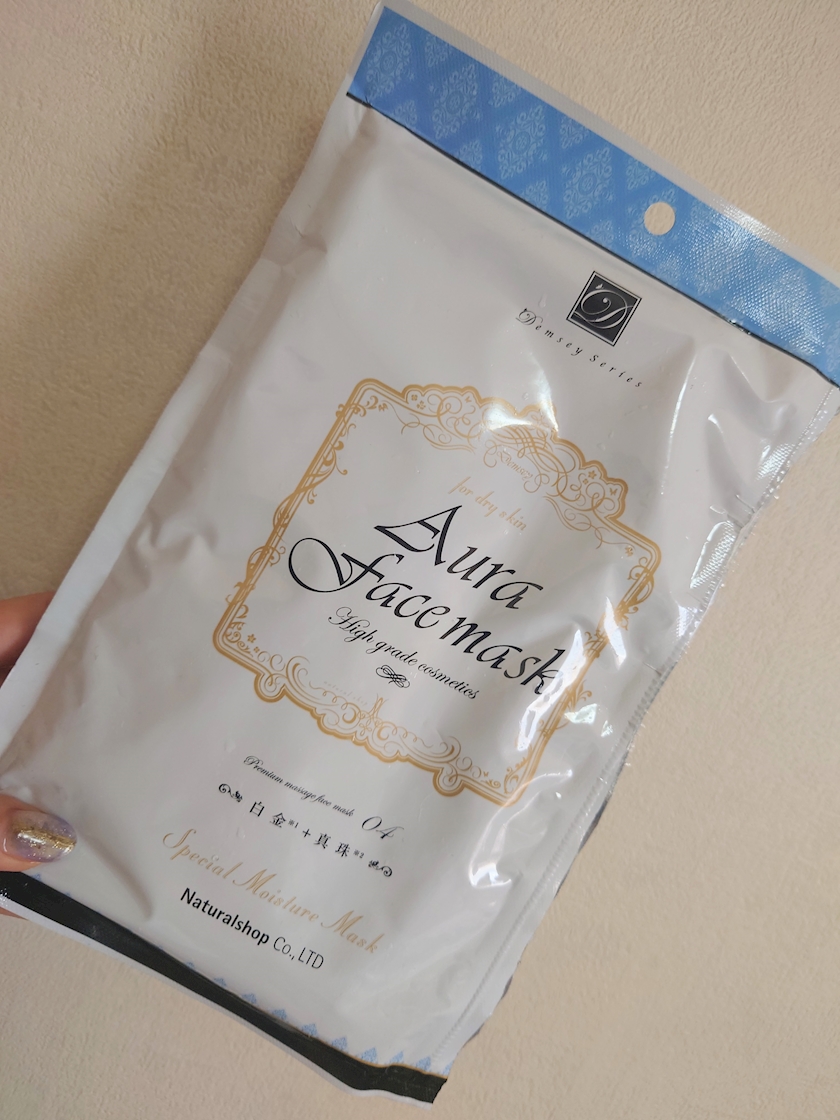 D
Demsey Series
Demsey
for dry skin
Aura
Face mask
High grade cosmetics
Premium massage face mask 04
白金※1+真珠※2
Special Moisture Mask
Naturalshop Co., LTD